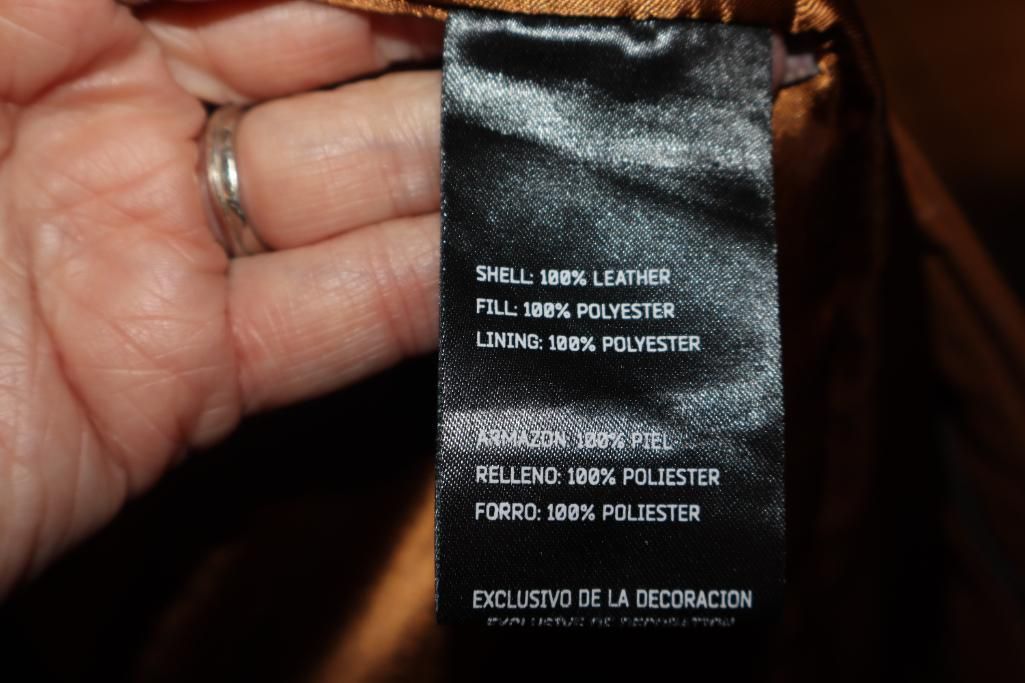 SHELL: 100% LEATHER
FILL: 100% POLYESTER
LINING: 100% POLYESTER
ARMAZON: 100% PIEL
RELLENO: 100% POLIESTER
FORRO: 100% POLIESTER
EXCLUSIVO DE LA DECORACION